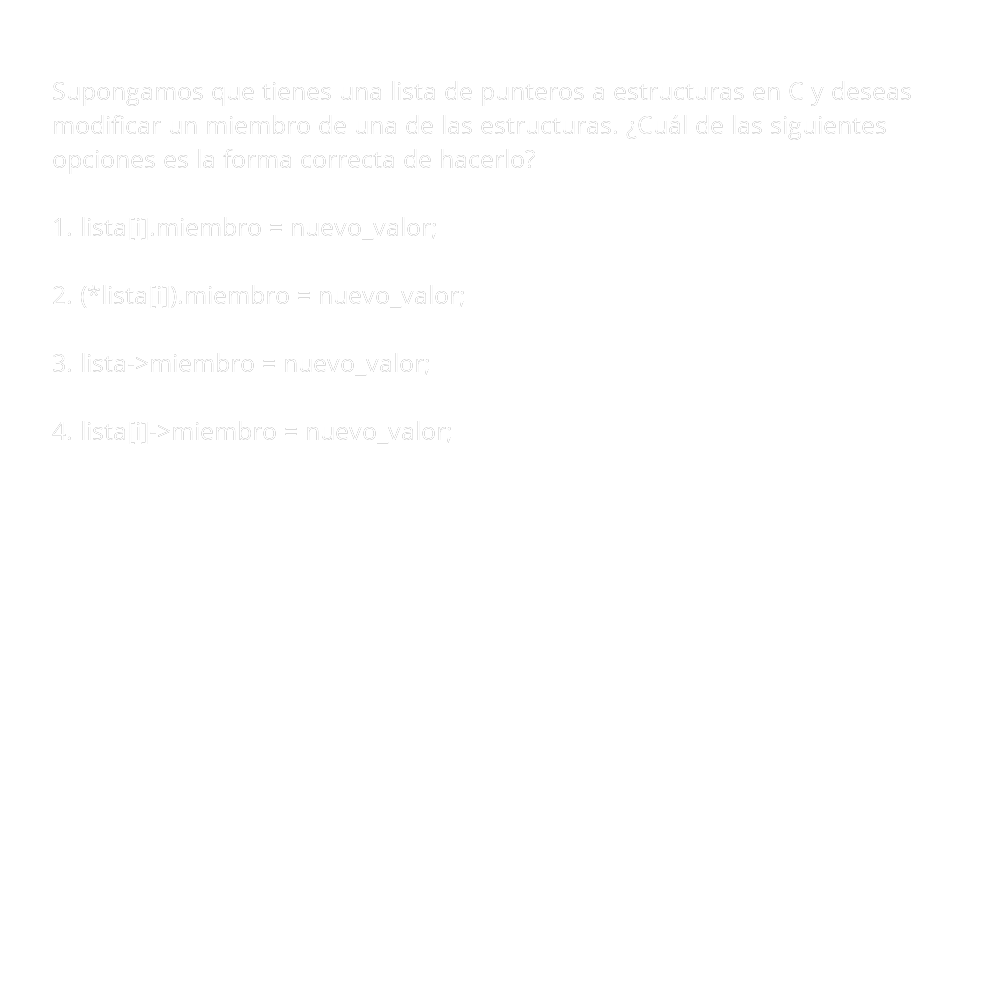 Supongamos que tienes una lista de punteros a estructuras en C y deseas
modificar un miembro de una de las estructuras. ¿Cuál de las siguientes
opciones es la forma correcta de hacerlo?
1. lista[i].miembro = nuevo_valor;
2. (*lista[i]).miembro = nuevo_valor;
3. lista->miembro = nuevo_valor;
4. lista[i]->miembro = nuevo_valor;